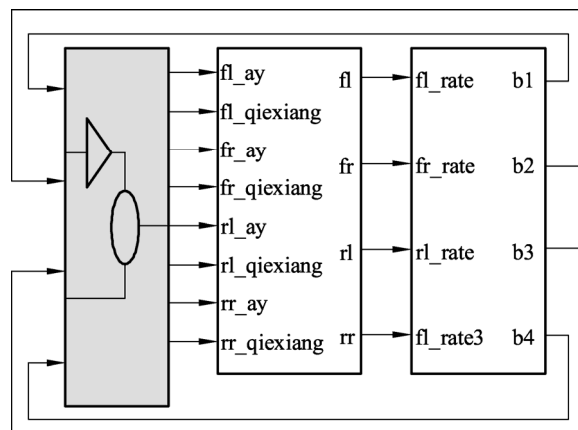 fl_ay
fl_qiexiang
fr_ay
fr_qiexiang
rl_ay
rl_qiexiang
rr_ay
rr_qiexiang
fl
fr
rl
rr
fl_rate
fr_rate
rl_rate
fl_rate3
b1
b2
b3
b4